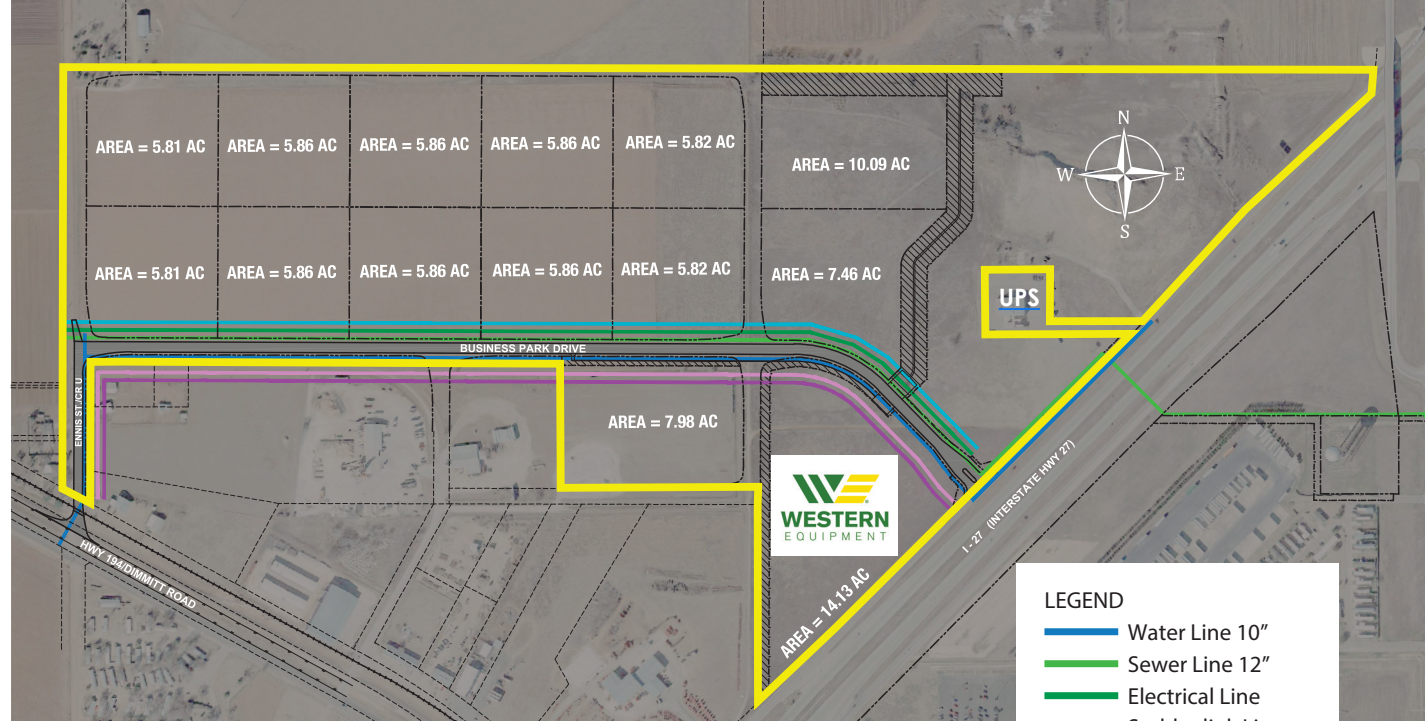 AREA = 5.81 AC
AREA = 5.86 AC
AREA = 5.86 AC
AREA = 5.86 AC
AREA = 5.82 AC
AREA = 10.09 AC
N
W
E
S
AREA = 5.81 AC
AREA = 5.86 AC
AREA = 5.86 AC
AREA = 5.86 AC
AREA = 5.82 AC
AREA = 7.46 AC
UPS
BUSINESS PARK DRIVE
ENNIS ST./CR U
AREA = 7.98 AC
WESTERN
EQUIPMENT
I - 27 (INTERSTATE HWY 27)
HWY 194/DIMMITT ROAD
AREA = 14.13 AC
LEGEND
Water Line 10”
Sewer Line 12”
Electrical Line